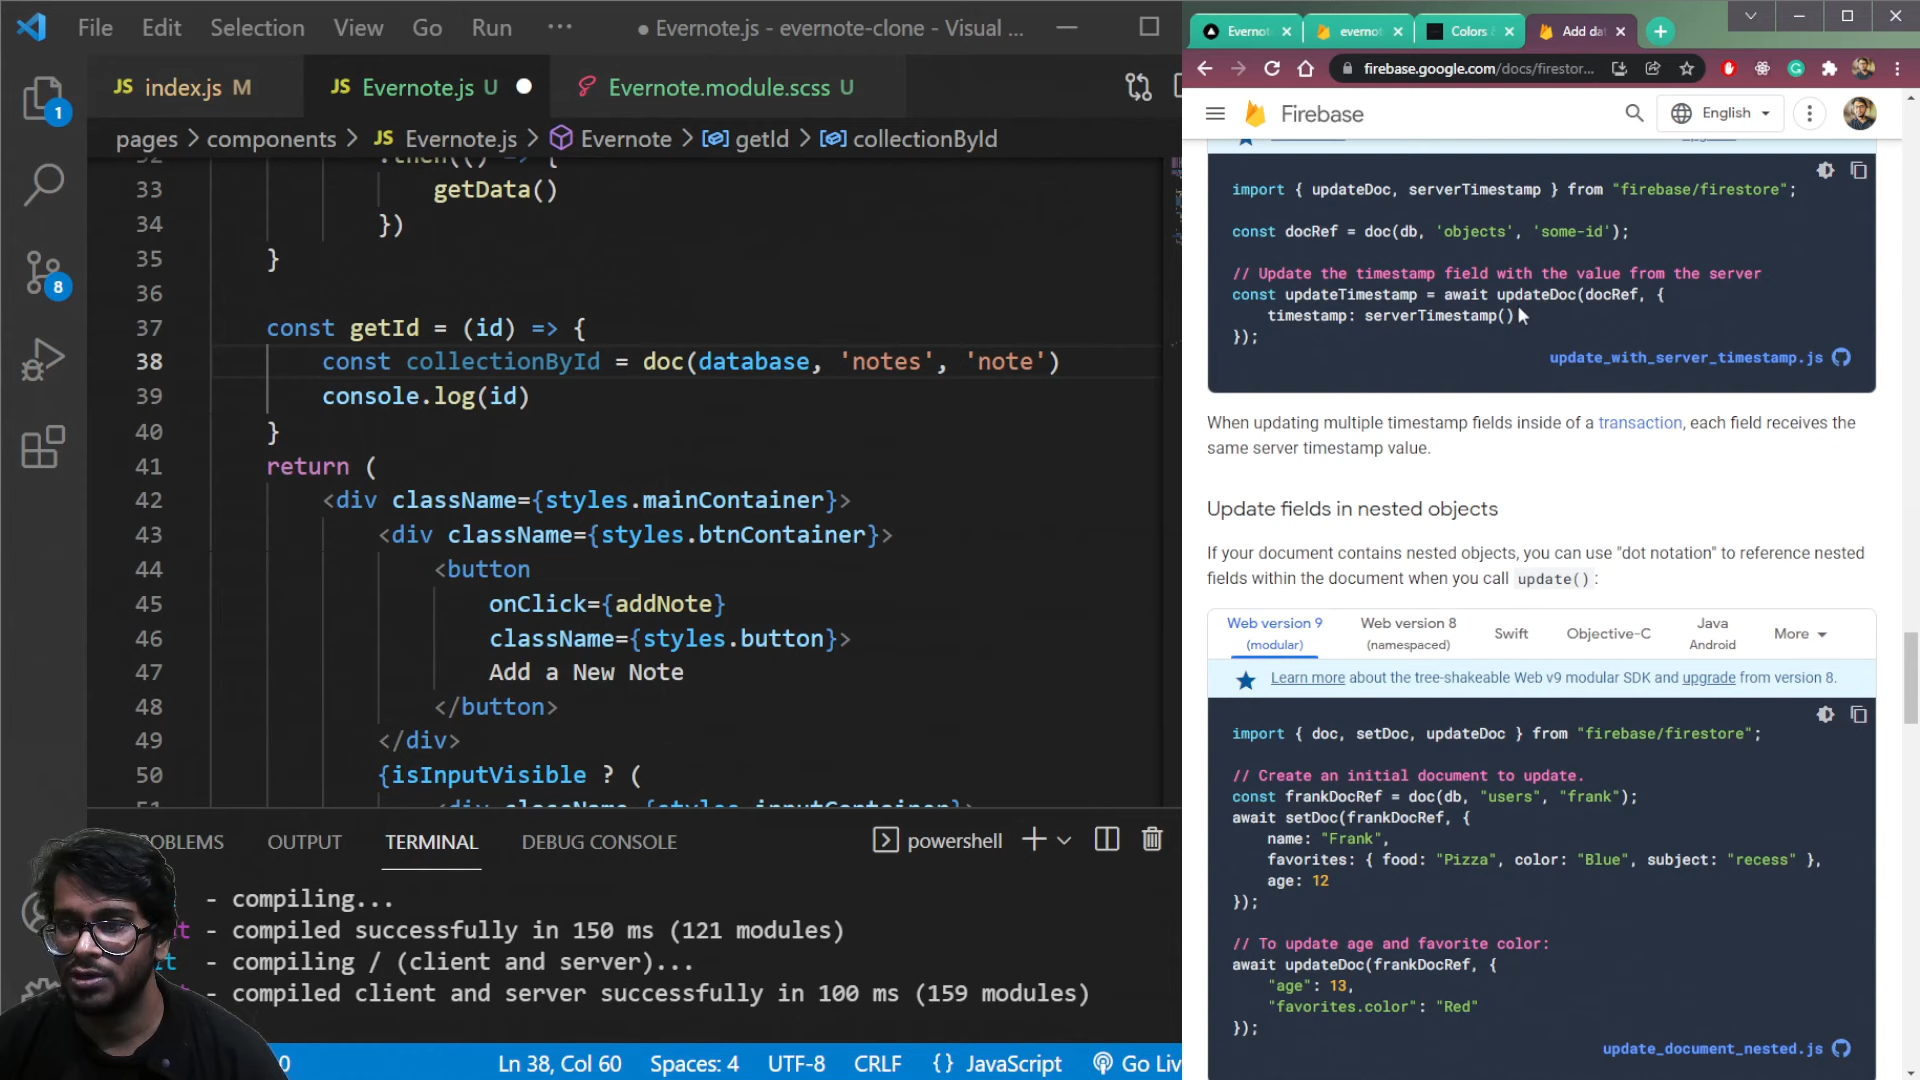 File Edit Selection View Go Run ··· ● Evernote.js - evernote-clone - Visual ...
JS index.js M JS Evernote.js U Evernote.module.scss U
pages > components > JS Evernote.js > Evernote > getId > collectionById
1
8
33 getData()
34 })
35 }
36
37 const getId = (id) => {
38 const collectionById = doc(database, 'notes', 'note')
39 console.log(id)
40 }
41 return (
42 <div className={styles.mainContainer}>
43 <div className={styles.btnContainer}>
44 <button
45 onClick={addNote}
46 className={styles.button}>
47 Add a New Note
48 </button>
49 </div>
50 {isInputVisible ? (
OBLEMS OUTPUT TERMINAL DEBUG CONSOLE powershell
- compiling...
t - compiled successfully in 150 ms (121 modules)
it - compiling / (client and server)...
- compiled client and server successfully in 100 ms (159 modules)
0 Ln 38, Col 60 Spaces: 4 UTF-8 CRLF {} JavaScript Go Liv
Evernot evernot Colors Add dat
firebase.google.com/docs/firestor...
Firebase English
import { updateDoc, serverTimestamp } from "firebase/firestore";
const docRef = doc(db, 'objects', 'some-id');
// Update the timestamp field with the value from the server
const updateTimestamp = await updateDoc(docRef, {
timestamp: serverTimestamp()
});
update_with_server_timestamp.js
When updating multiple timestamp fields inside of a transaction, each field receives the
same server timestamp value.
Update fields in nested objects
If your document contains nested objects, you can use "dot notation" to reference nested
fields within the document when you call update():
Web version 9 (modular) Web version 8 (namespaced) Swift Objective-C Java Android More
Learn more about the tree-shakeable Web v9 modular SDK and upgrade from version 8.
import { doc, setDoc, updateDoc } from "firebase/firestore";
// Create an initial document to update.
const frankDocRef = doc(db, "users", "frank");
await setDoc(frankDocRef, {
name: "Frank",
favorites: { food: "Pizza", color: "Blue", subject: "recess" },
age: 12
});
// To update age and favorite color:
await updateDoc(frankDocRef, {
"age": 13,
"favorites.color": "Red"
});
update_document_nested.js